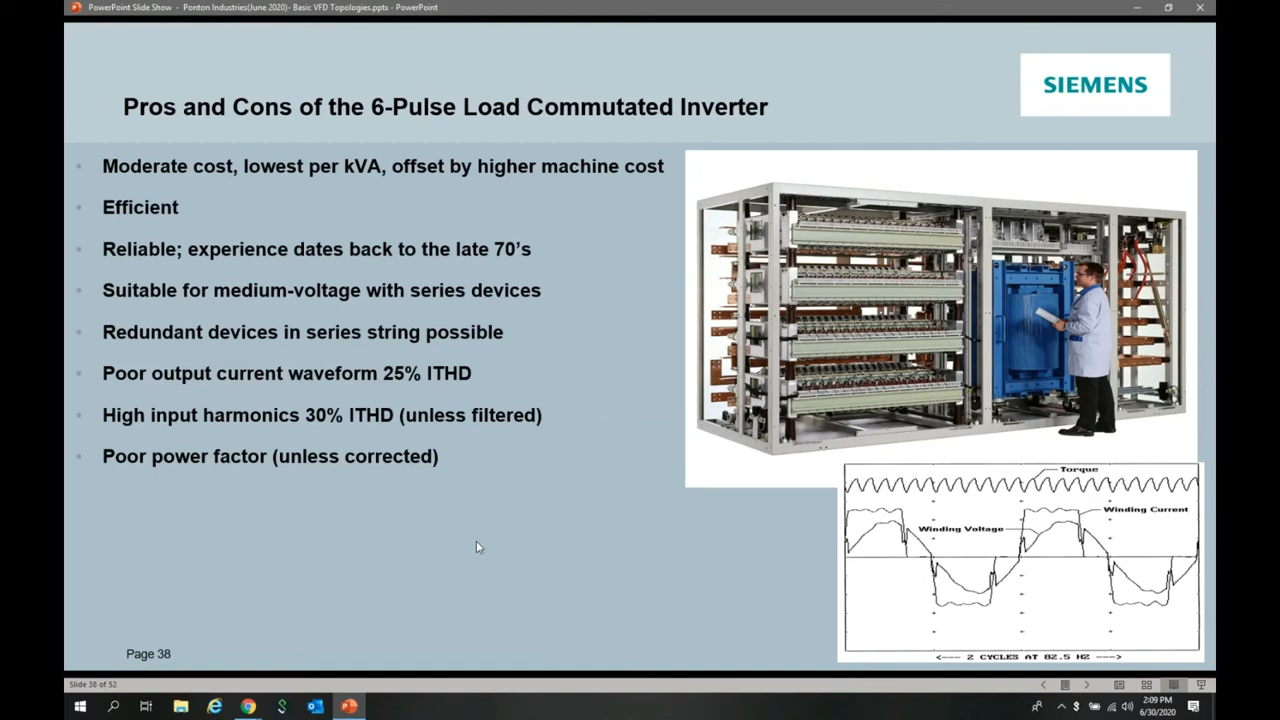 PowerPoint Slide Show - Ponton Industries(June 2020)- Basic VFD Topologies.pptx - PowerPoint
SIEMENS
Pros and Cons of the 6-Pulse Load Commutated Inverter
Moderate cost, lowest per kVA, offset by higher machine cost
Efficient
Reliable; experience dates back to the late 70's
Suitable for medium-voltage with series devices
Redundant devices in series string possible
Poor output current waveform 25% ITHD
High input harmonics 30% ITHD (unless filtered)
Poor power factor (unless corrected)
Torque
Winding Current
Winding Voltage
<--- 2 CYCLES AT 82.5 HZ --->
Page 38
Slide 38 of 52
2:09 PM
6/30/2020